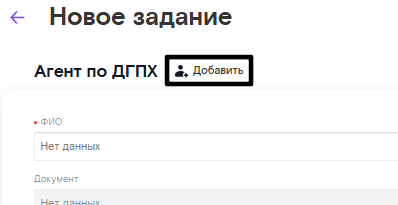 Новое задание
Агент по ДГПХ Добавить
ФИО
Нет данных
Документ
Нет данных